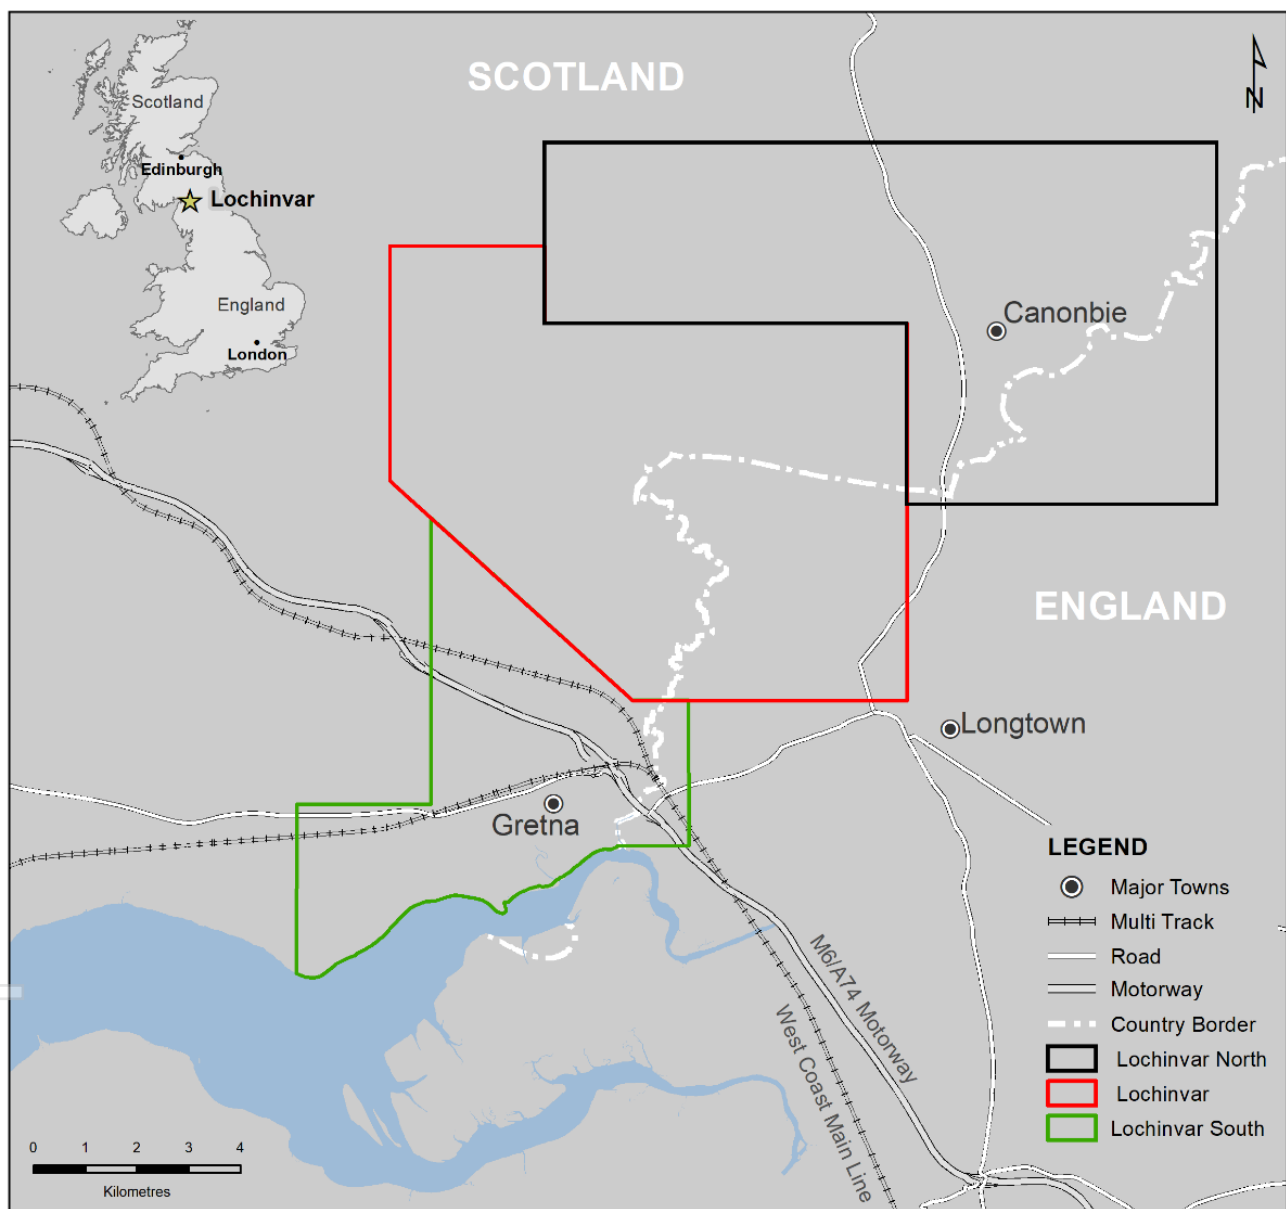 SCOTLAND
N
Scotland
Edinburgh
Lochinvar
England
London
Canonbie
ENGLAND
Longtown
Gretna
M6/A74 Motorway
West Coast Main Line
LEGEND
Major Towns
Multi Track
Road
Motorway
Country Border
Lochinvar North
Lochinvar
Lochinvar South
0 1 2 3 4
Kilometres